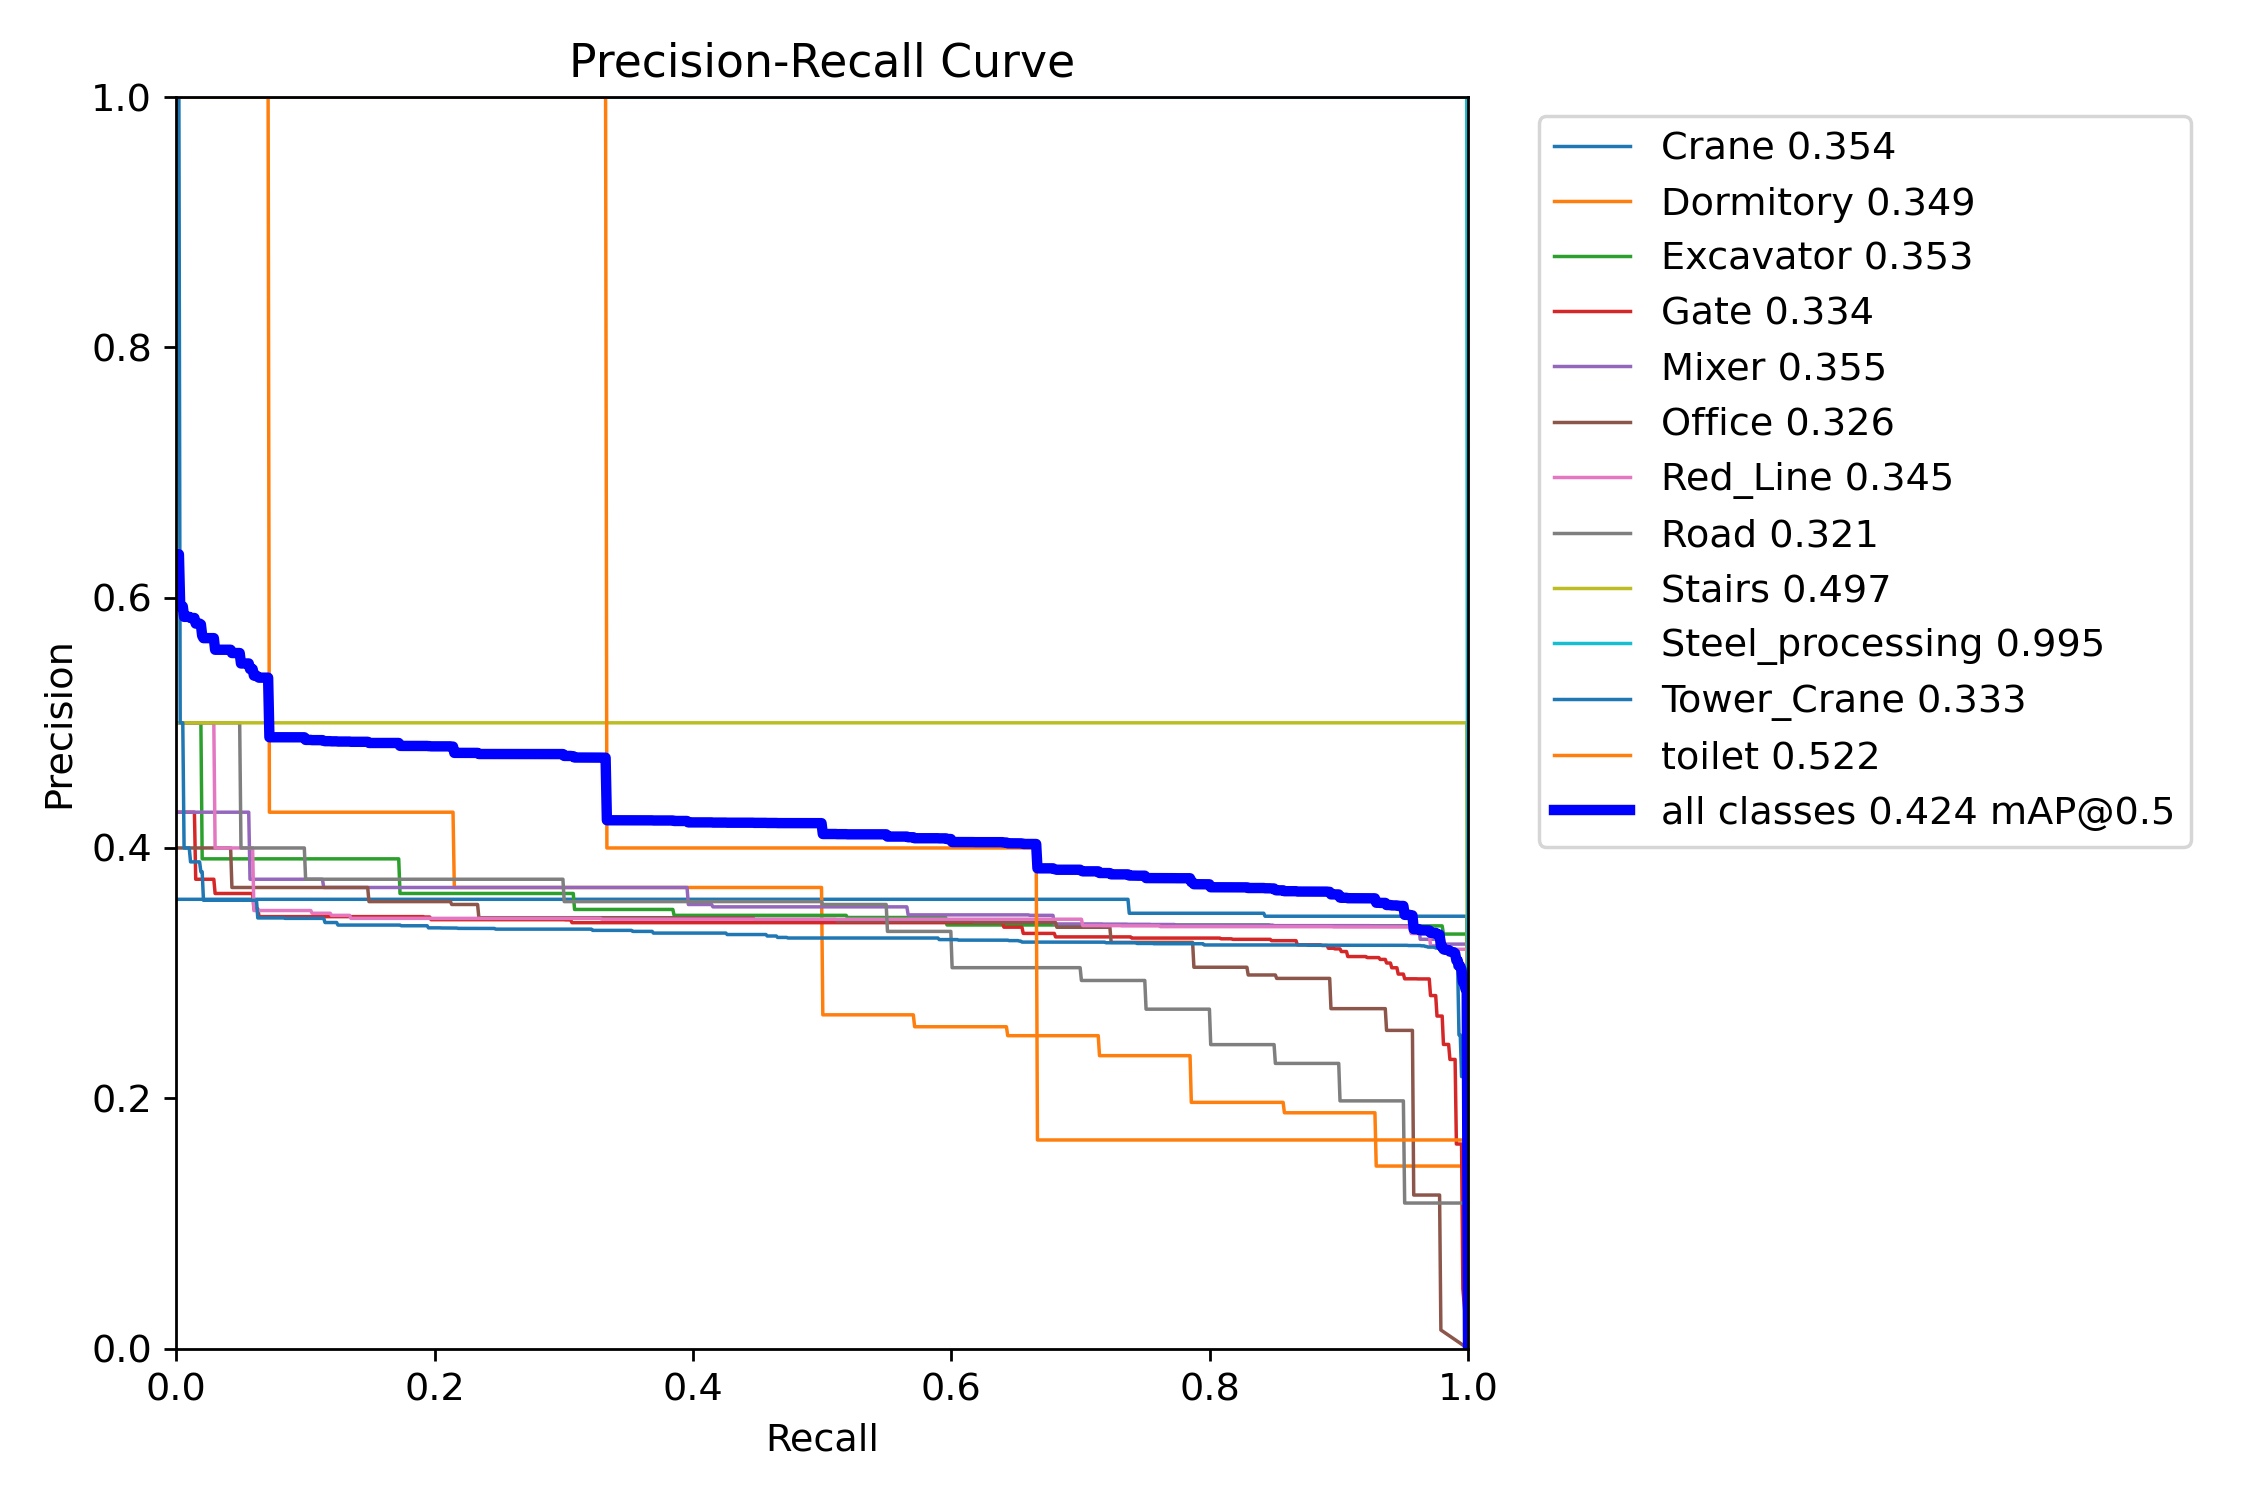 Precision-Recall Curve
1.0
0.8
0.6
0.4
0.2
0.0
Precision
0.0 0.2 0.4 0.6 0.8 1.0
Recall
Crane 0.354
Dormitory 0.349
Excavator 0.353
Gate 0.334
Mixer 0.355
Office 0.326
Red_Line 0.345
Road 0.321
Stairs 0.497
Steel_processing 0.995
Tower_Crane 0.333
toilet 0.522
all classes 0.424 mAP@0.5